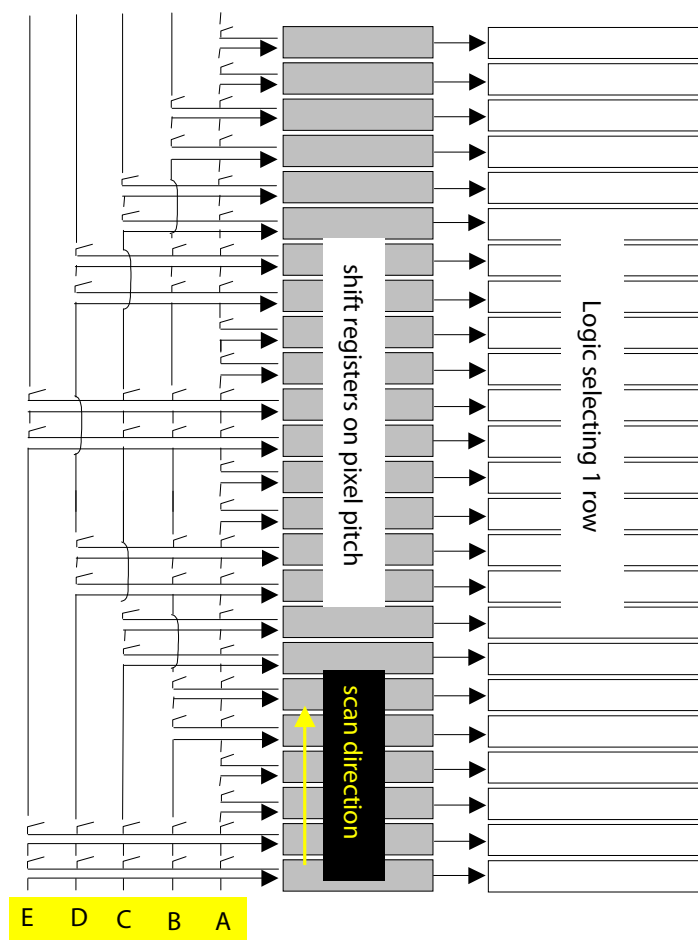 shift registers on pixel pitch
Logic selecting 1 row
scan direction
E D C B A